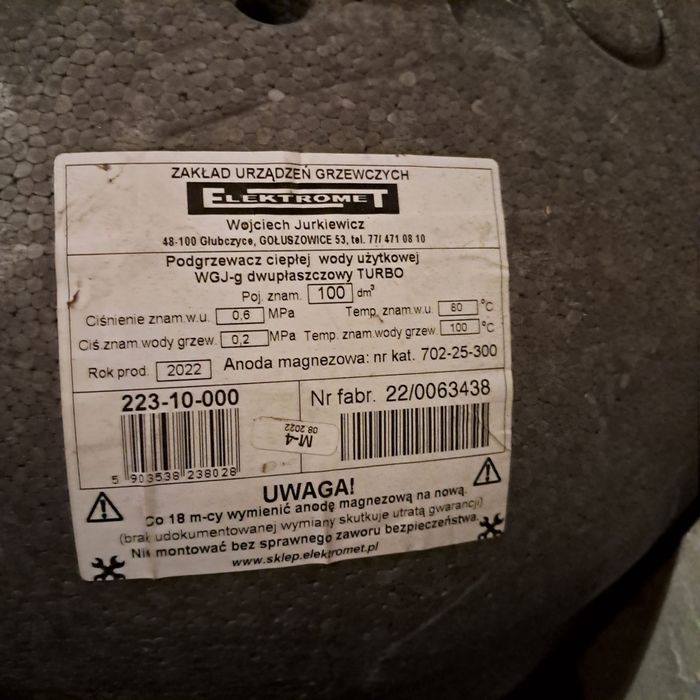 ZAKŁAD URZĄDZEŃ GRZEWCZYCH
ELEKTROMET
Wojciech Jurkiewicz
48-100 Głubczyce, GOŁUSZOWICE 53, tel. 77/ 471 08 10
Podgrzewacz ciepłej wody użytkowej
WGJ-g dwupłaszczowy TURBO
Poj. znam. 100 dm³
Ciśnienie znam.w.u. 0,6 MPa Temp. znam.w.u. 80 °C
Ciś.znam.wody grzew. 0,2 MPa Temp. znam.wody grzew. 100 °C
Rok prod. 2022 Anoda magnezowa: nr kat. 702-25-300
223-10-000 Nr fabr. 22/0063438
5 903538 238028
M-4
08.2022
UWAGA!
Co 18 m-cy wymienić anodę magnezową na nową.
(brak udokumentowanej wymiany skutkuje utratą gwarancji)
Nie montować bez sprawnego zaworu bezpieczeństwa.
www.sklep.elektromet.pl